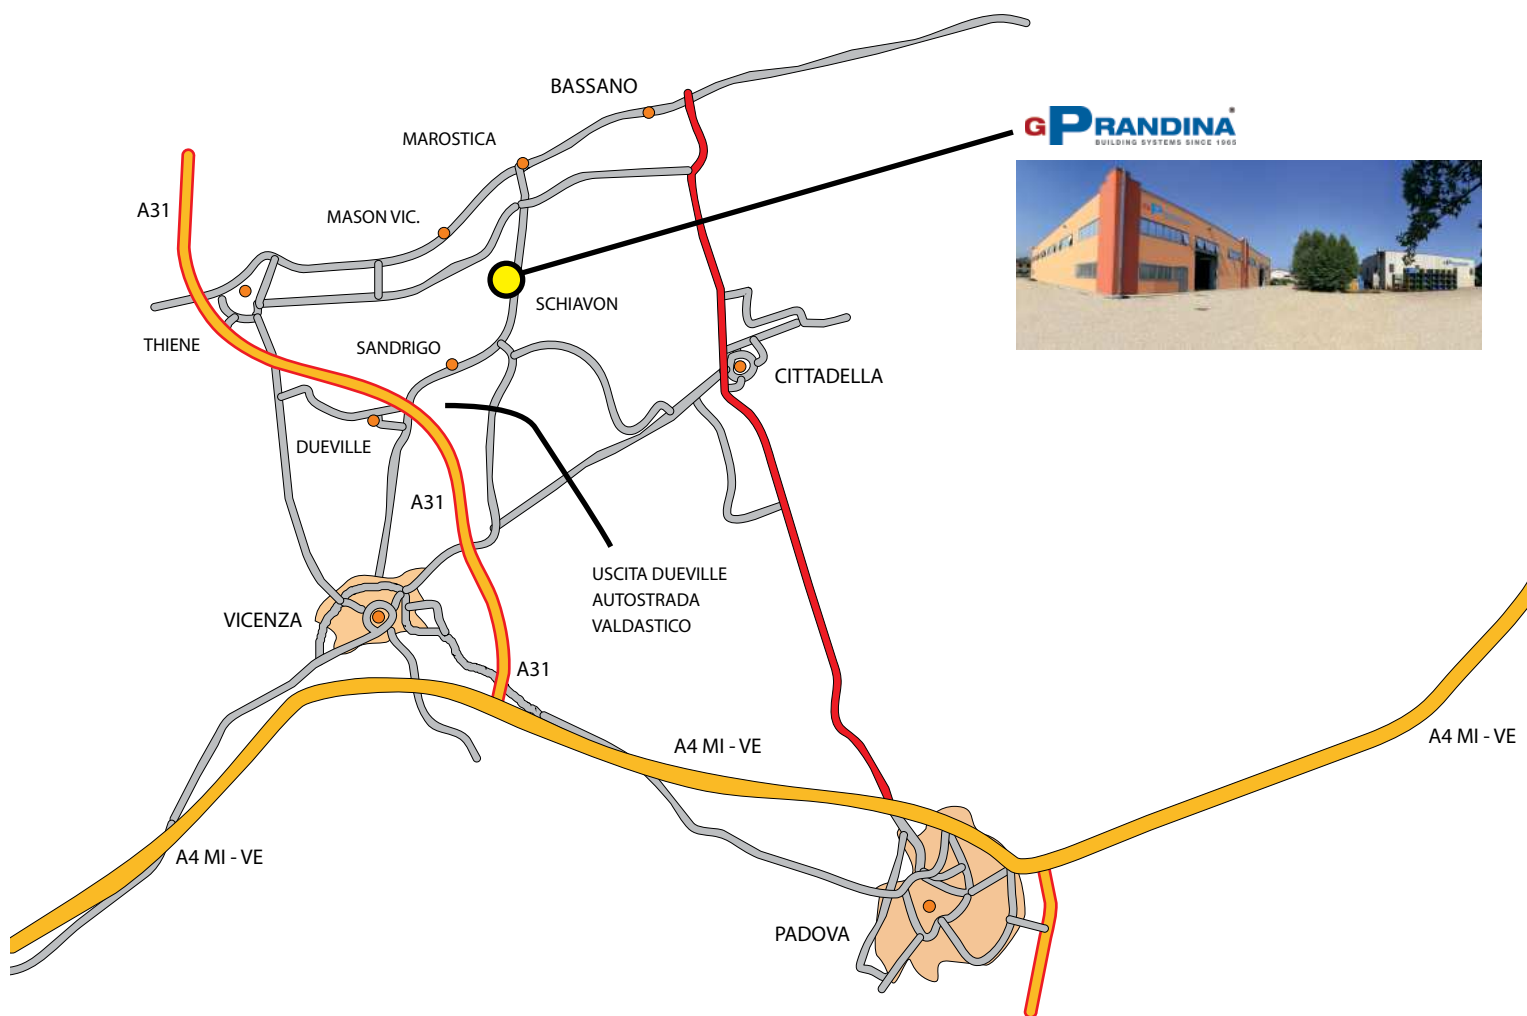 BASSANO
GPRANDINA
BUILDING SYSTEMS SINCE 1965
MAROSTICA
A31
MASON VIC.
SCHIAVON
THIENE
SANDRIGO
CITTADELLA
DUEVILLE
A31
USCITA DUEVILLE
AUTOSTRADA
VALDASTICO
VICENZA
A31
A4 MI - VE
A4 MI - VE
A4 MI - VE
PADOVA